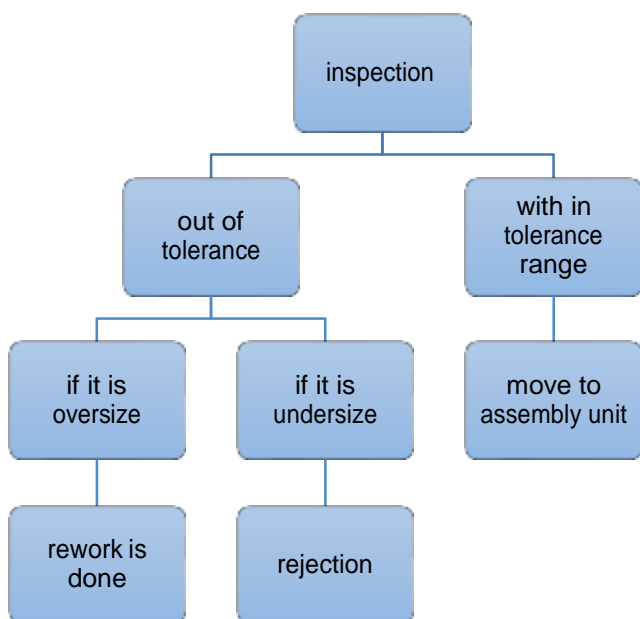 inspection
out of
tolerance
with in
tolerance
range
if it is
oversize
if it is
undersize
move to
assembly unit
rework is
done
rejection